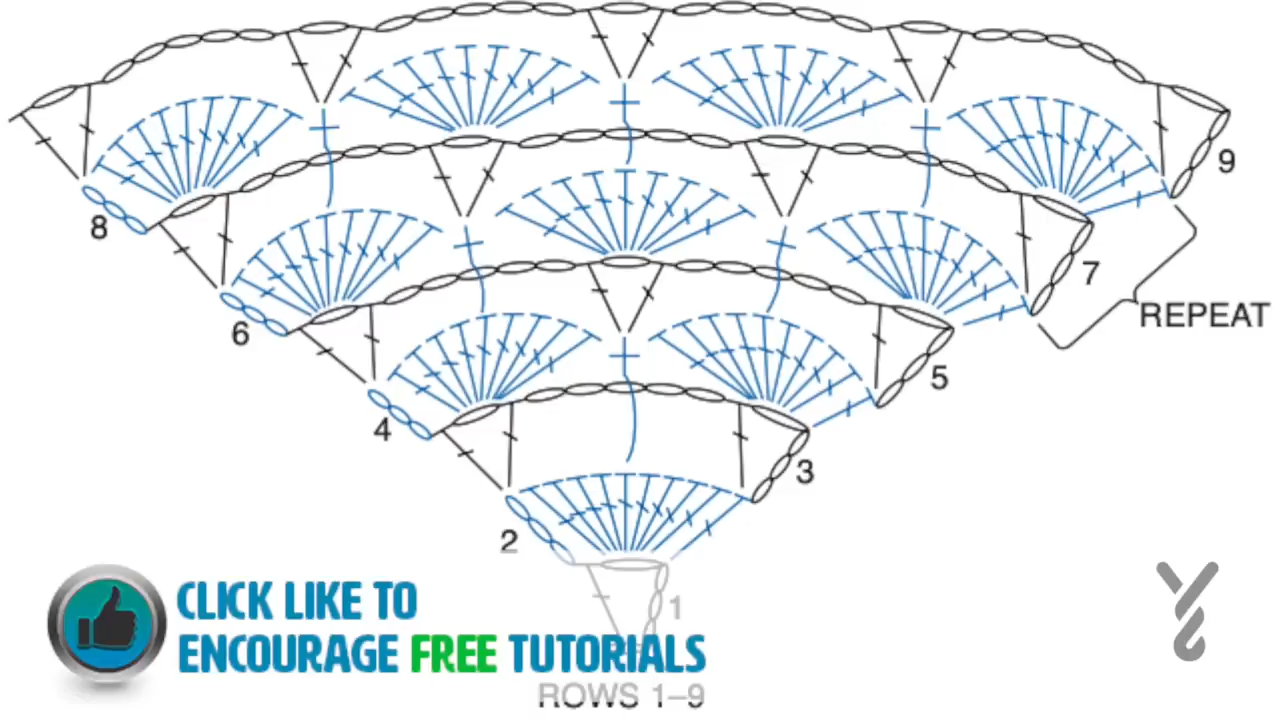 9
8
7
REPEAT
6
5
4
3
2
1
CLICK LIKE TO
ENCOURAGE FREE TUTORIALS
ROWS 1–9